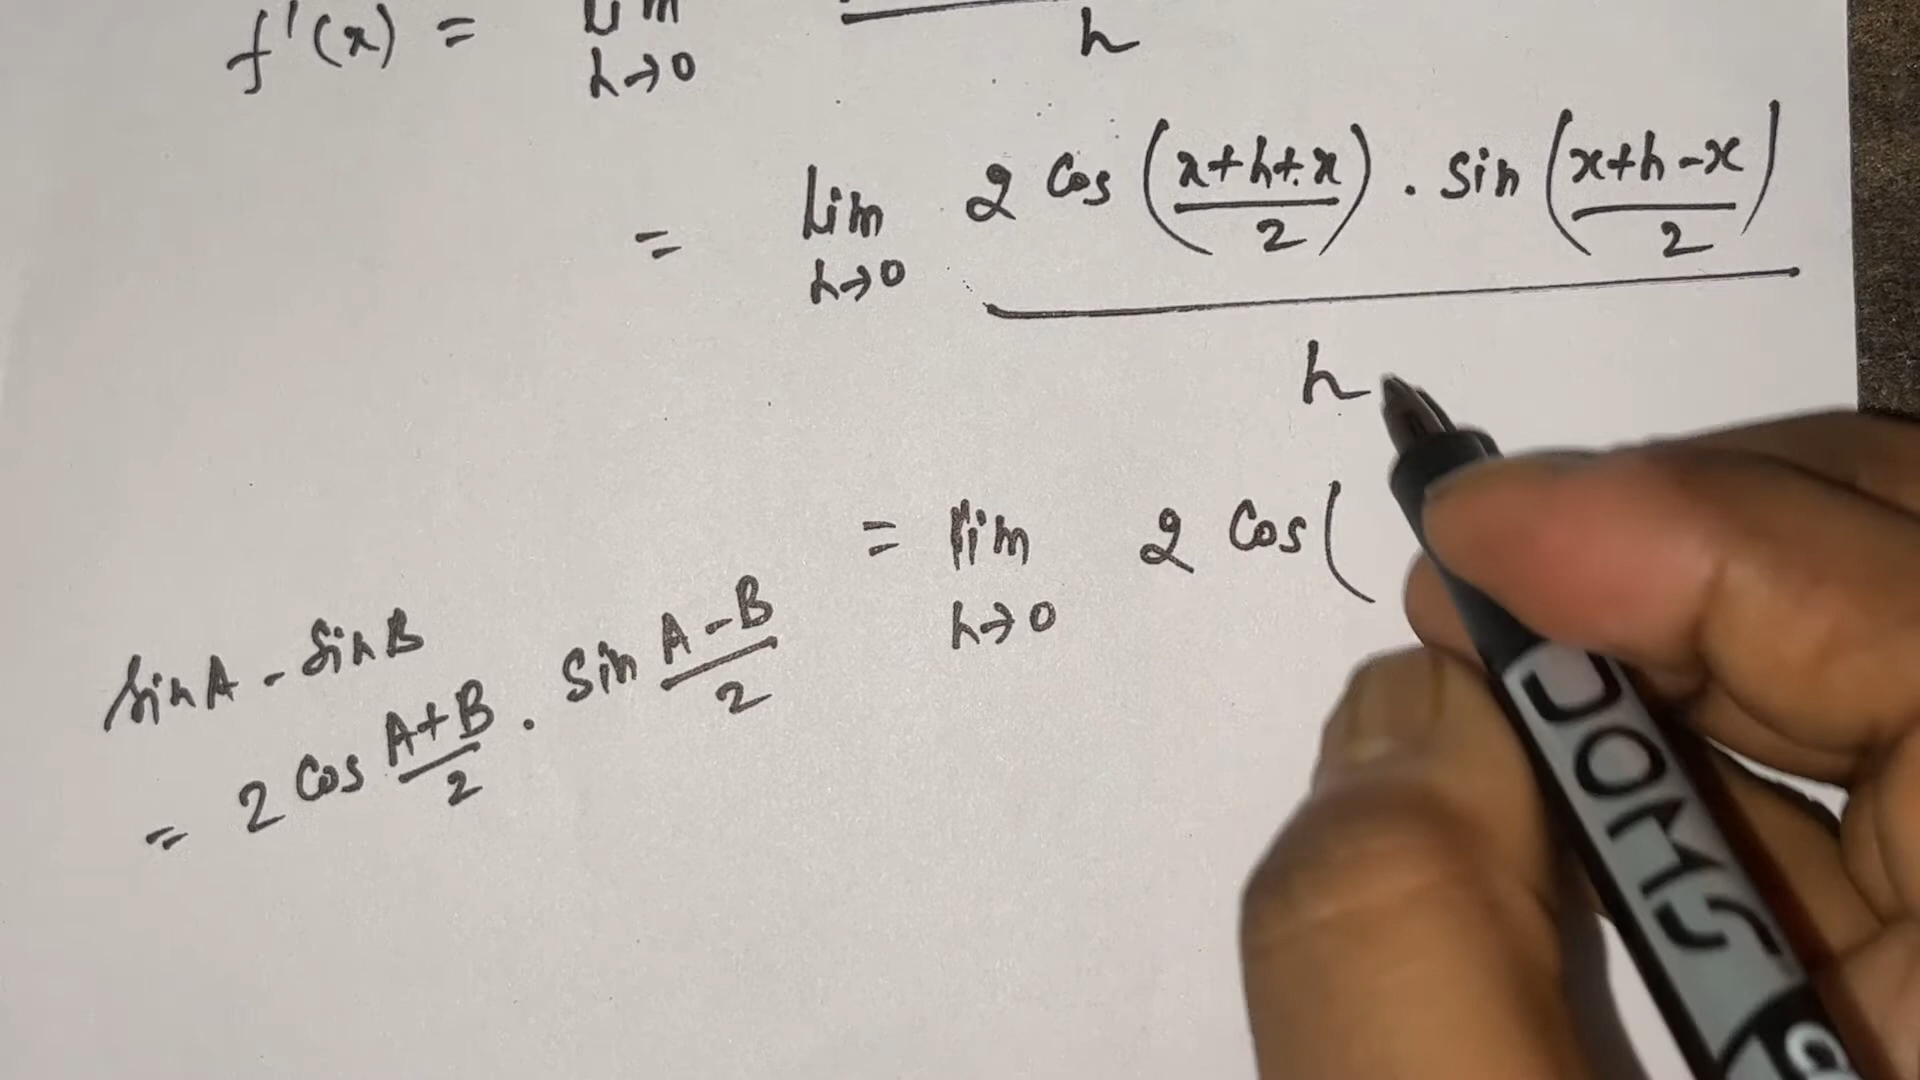 f'(x) = lim h→0 ―― h
= Lim h→0 2 Cos ((x+h+x)/2) . Sin ((x+h-x)/2) / h
= lim h→0 2 Cos (
SinA - SinB
= 2 Cos (A+B)/2 . Sin (A-B)/2
DOMS